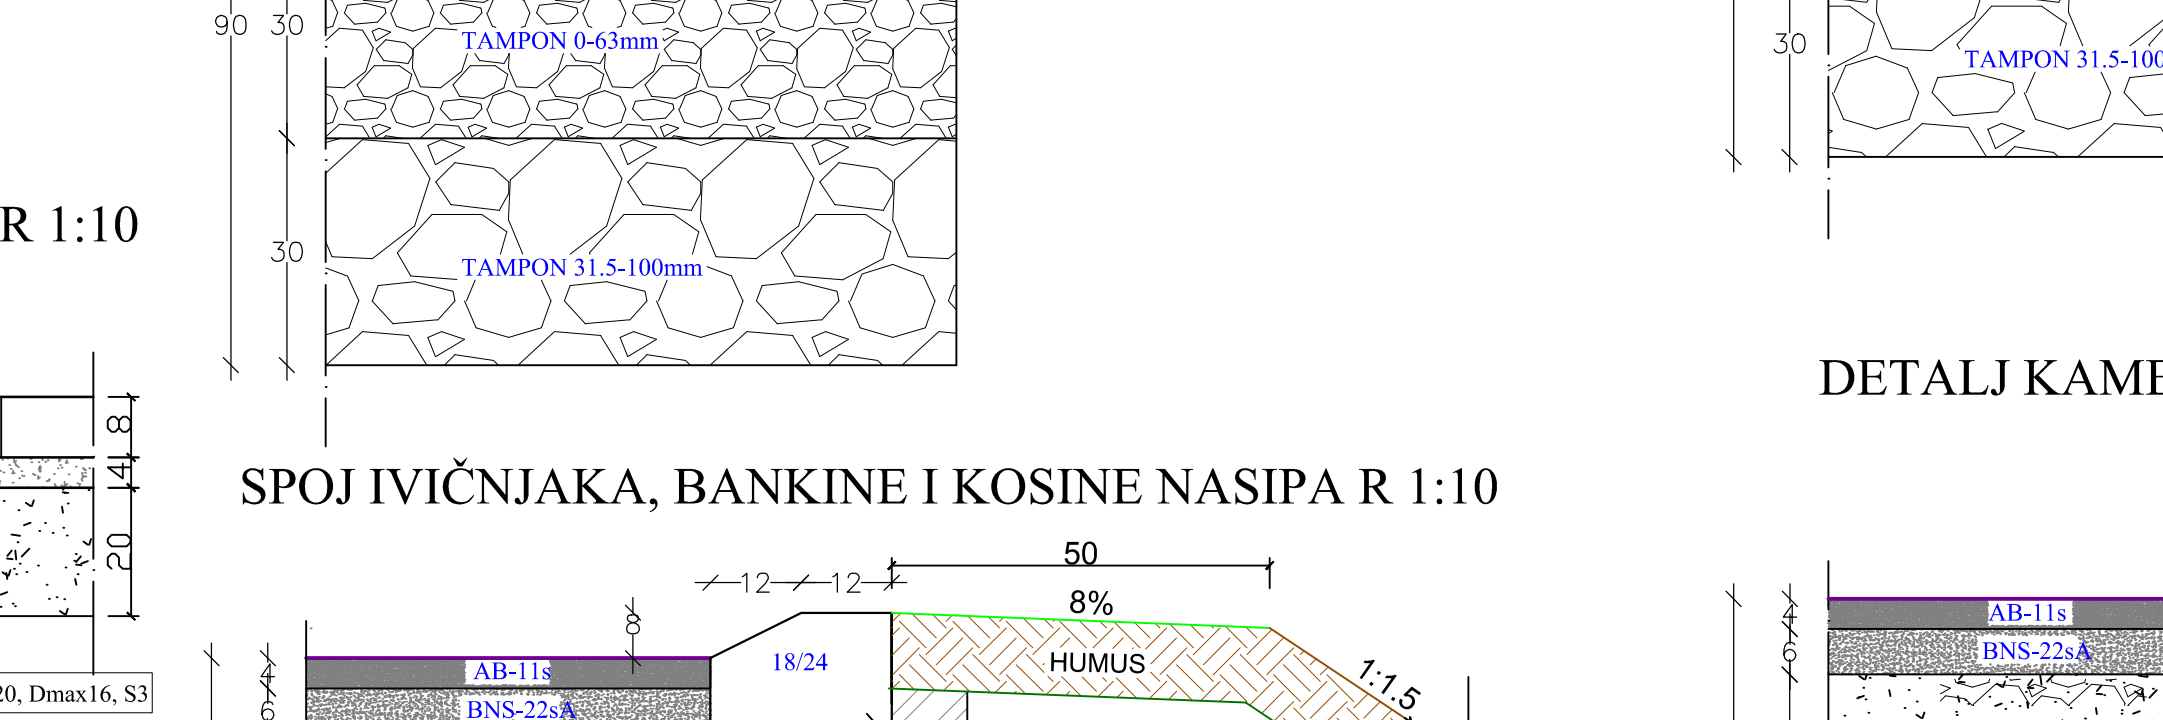 90
30
TAMPON 0-63mm
30
TAMPON 31.5-100
R 1:10
30
TAMPON 31.5-100mm
DETALJ KAME
8
4
20
SPOJ IVIČNJAKA, BANKINE I KOSINE NASIPA R 1:10
50
12
12
8%
8
18/24
HUMUS
1:1.5
4
AB-11s
6
BNS-22sA
20, Dmax16, S3
4
AB-11s
6
BNS-22sA